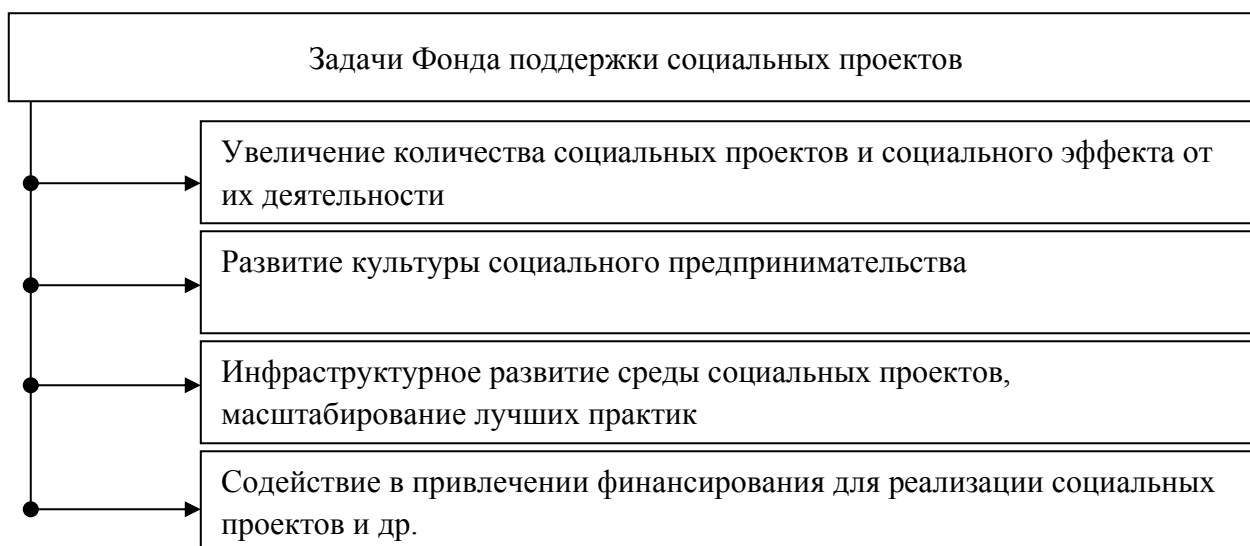 Задачи Фонда поддержки социальных проектов
Увеличение количества социальных проектов и социального эффекта от
их деятельности
Развитие культуры социального предпринимательства
Инфраструктурное развитие среды социальных проектов,
масштабирование лучших практик
Содействие в привлечении финансирования для реализации социальных
проектов и др.